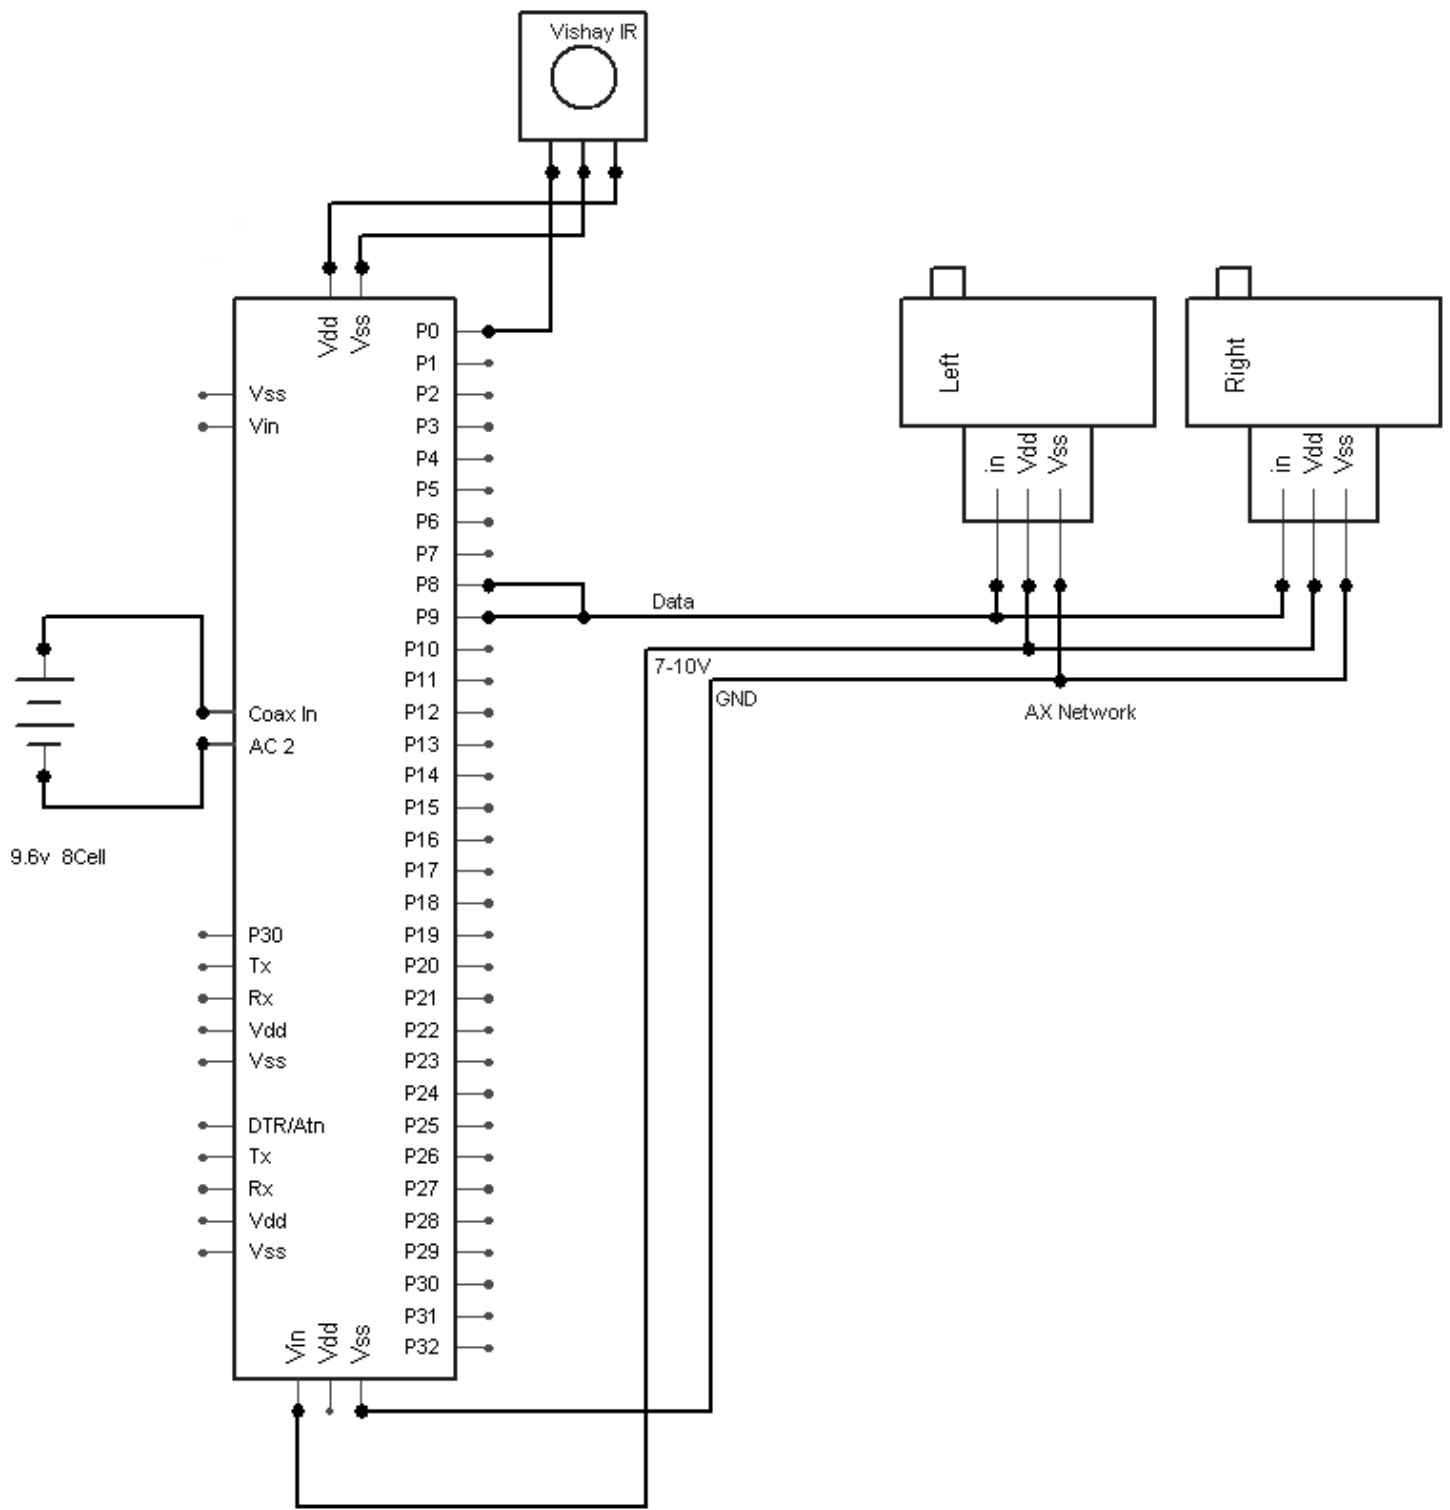 Vishay IR
Vdd
Vss
P0
P1
Vss
P2
Vin
P3
P4
P5
P6
P7
P8
P9
P10
P11
Coax In
P12
AC 2
P13
P14
P15
P16
9.6v 8Cell
P17
P18
P30
P19
Tx
P20
Rx
P21
Vdd
P22
Vss
P23
P24
DTR/Atn
P25
Tx
P26
Rx
P27
Vdd
P28
Vss
P29
P30
P31
P32
Vin
Vdd
Vss
Left
in
Vdd
Vss
Right
in
Vdd
Vss
Data
7-10V
GND
AX Network